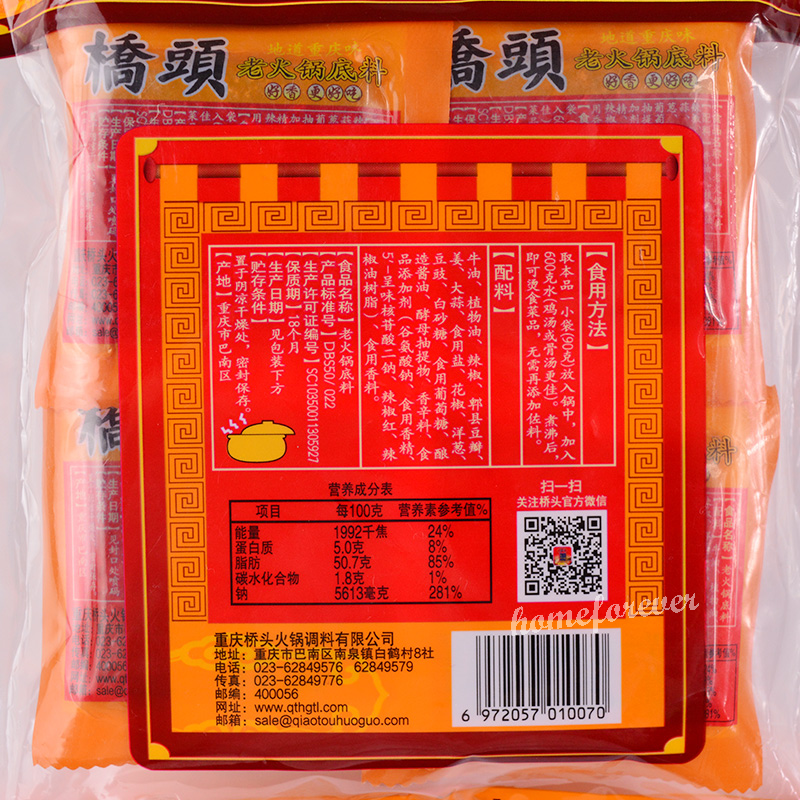 橋頭
地道重庆味
老火锅底料
好香更好味
橋頭
地道重庆味
老火锅底料
好香更好味
【食用方法】
取本品一小袋(90克)放入锅中，加入
600克水，鸡汤或骨汤更佳。煮沸后，
即可烫食菜品，无需再添加佐料。
【配料】
牛油、植物油、辣椒、郫县豆瓣、
姜、大蒜、食用盐、花椒、洋葱、
豆豉、白砂糖、食用葡萄糖、酿
造酱油、酵母抽提物、香辛料、食
品添加剂（谷氨酸钠、食用香精、
5'-呈味核苷酸二钠、辣椒红、辣
椒油树脂）、食用香料。
【食品名称】老火锅底料
【产品标准号】DBS50/ 022
【生产许可证编号】SC10350011305927
【保质期】18个月
【生产日期】见包装下方
【贮存条件】
置于阴凉干燥处，密封保存。
【产地】重庆市巴南区
营养成分表
项目 每100克 营养素参考值%
能量 1992千焦 24%
蛋白质 5.0克 8%
脂肪 50.7克 85%
碳水化合物 1.8克 1%
钠 5613毫克 281%
扫一扫
关注桥头官方微信
homeforever
重庆桥头火锅调料有限公司
地址：重庆市巴南区南泉镇白鹤村8社
电话：023-62849576 62849579
传真：023-62849776
邮编：400056
网址：www.qthgtl.com
邮箱：sale@qiaotouhuoguo.com
6 972057 010070